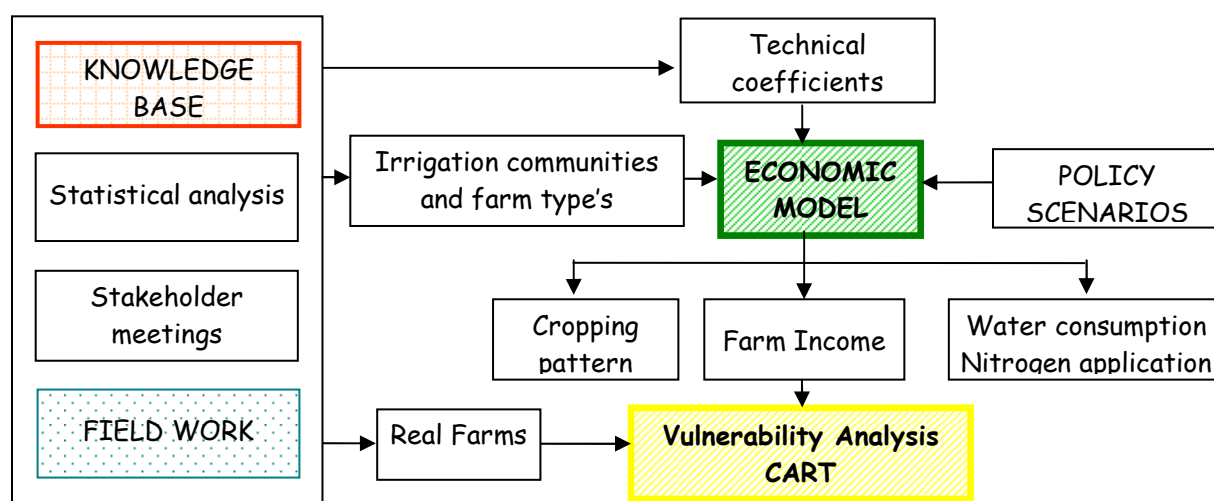 KNOWLEDGE
BASE
Statistical analysis
Stakeholder
meetings
FIELD WORK
Technical
coefficients
Irrigation communities
and farm type's
ECONOMIC
MODEL
POLICY
SCENARIOS
Cropping
pattern
Farm Income
Water consumption
Nitrogen application
Real Farms
Vulnerability Analysis
CART